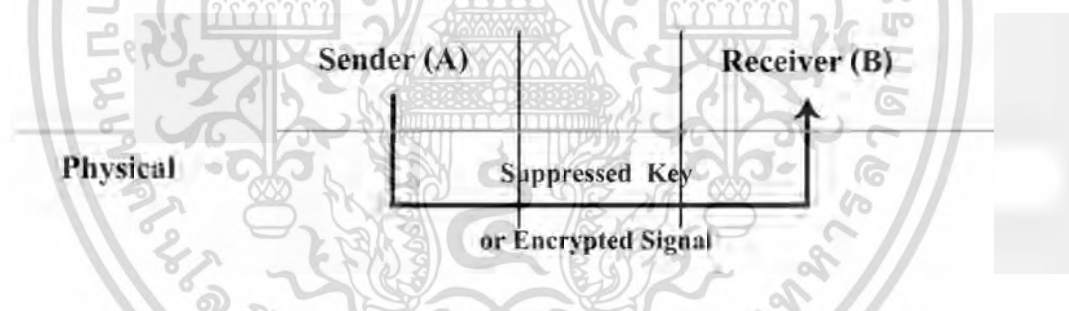 Sender (A) Receiver (B)
Physical
Suppressed Key
or Encrypted Signal